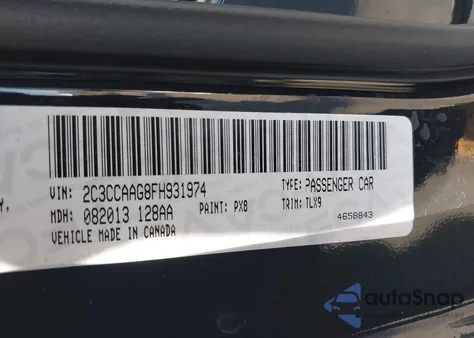 VIN: 2C3CCAAG8FH931974 TYPE: PASSENGER CAR
Y, MDH: 082013 128AA PAINT: PX8 TRIM: TLX9
VEHICLE MADE IN CANADA 4658843
autoSnap